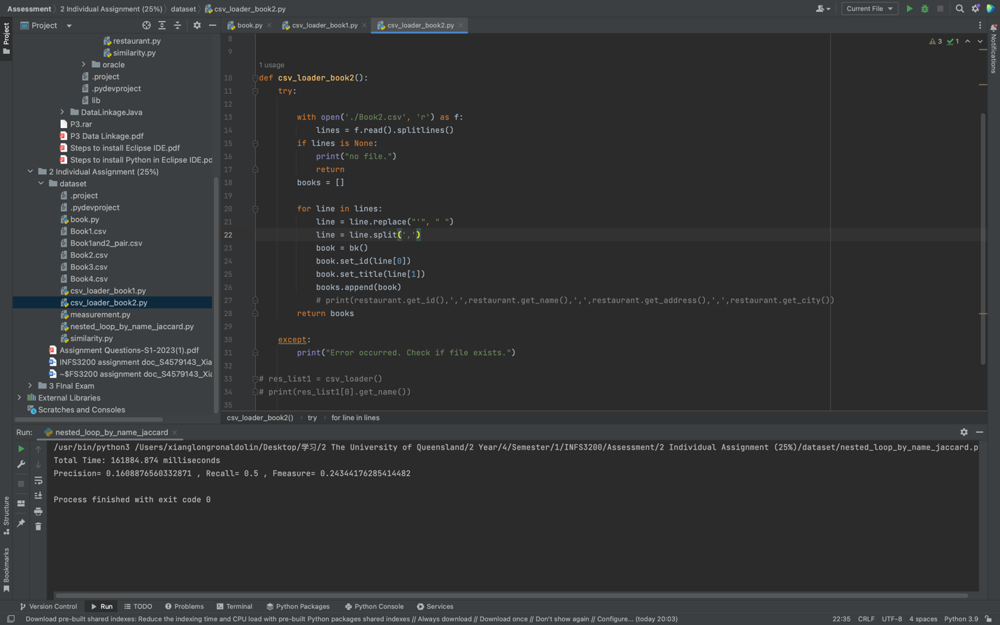 Assessment 2 Individual Assignment (25%) dataset csv_loader_book2.py
Current File
Project
book.py csv_loader_book1.py csv_loader_book2.py
Project
Notifications
restaurant.py
similarity.py
oracle
.project
.pydevproject
lib
DataLinkageJava
P3.rar
P3 Data Linkage.pdf
Steps to install Eclipse IDE.pdf
Steps to install Python in Eclipse IDE.pd
2 Individual Assignment (25%)
dataset
.project
.pydevproject
book.py
Book1.csv
Book1and2_pair.csv
Book2.csv
Book3.csv
Book4.csv
csv_loader_book1.py
csv_loader_book2.py
measurement.py
nested_loop_by_name_jaccard.py
similarity.py
Assignment Questions-S1-2023(1).pdf
INFS3200 assignment doc_S4579143_Xia
~$FS3200 assignment doc_S4579143_Xia
3 FInal Exam
External Libraries
Scratches and Consoles
3 1
8
9
1 usage
10 def csv_loader_book2():
11 try:
12
13 with open('./Book2.csv', 'r') as f:
14 lines = f.read().splitlines()
15 if lines is None:
16 print("no file.")
17 return
18 books = []
19
20 for line in lines:
21 line = line.replace("'", " ")
22 line = line.split(',')
23 book = bk()
24 book.set_id(line[0])
25 book.set_title(line[1])
26 books.append(book)
27 # print(restaurant.get_id(),',',restaurant.get_name(),',',restaurant.get_address(),',',restaurant.get_city())
28 return books
29
30 except:
31 print("Error occurred. Check if file exists.")
32
33 # res_list1 = csv_loader()
34 # print(res_list1[0].get_name())
35
csv_loader_book2() try for line in lines
Run: nested_loop_by_name_jaccard
/usr/bin/python3 /Users/xianglongronaldolin/Desktop/学习/2 The University of Queensland/2 Year/4/Semester/1/INFS3200/Assessment/2 Individual Assignment (25%)/dataset/nested_loop_by_name_jaccard.p
Total Time: 161884.874 milliseconds
Precision= 0.1608876560332871 , Recall= 0.5 , Fmeasure= 0.24344176285414482
Process finished with exit code 0
Structure
Bookmarks
Version Control Run TODO Problems Terminal Python Packages Python Console Services
Download pre-built shared indexes: Reduce the indexing time and CPU load with pre-built Python packages shared indexes // Always download // Download once // Don't show again // Configure... (today 20:03) 22:35 CRLF UTF-8 4 spaces Python 3.9